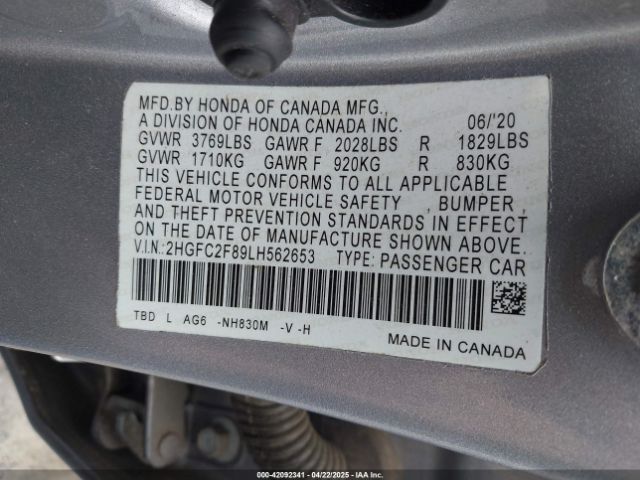 MFD.BY HONDA OF CANADA MFG.,
A DIVISION OF HONDA CANADA INC. 06/'20
GVWR 3769LBS GAWR F 2028LBS R 1829LBS
GVWR 1710KG GAWR F 920KG R 830KG
THIS VEHICLE CONFORMS TO ALL APPLICABLE
FEDERAL MOTOR VEHICLE SAFETY , BUMPER ,
AND THEFT PREVENTION STANDARDS IN EFFECT
ON THE DATE OF MANUFACTURE SHOWN ABOVE.
V.I.N.:2HGFC2F89LH562653 TYPE: PASSENGER CAR
TBD L AG6 -NH830M -V -H
MADE IN CANADA
000-42092341 - 04/22/2025 - IAA Inc.